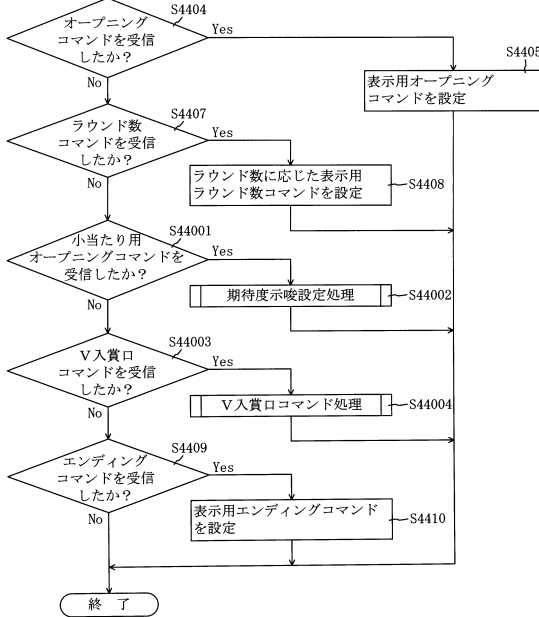 S4404
オープニング
コマンドを受信
したか？
Yes
No
S4405
表示用オープニング
コマンドを設定
S4407
ラウンド数
コマンドを受信
したか？
Yes
No
ラウンド数に応じた表示用
ラウンド数コマンドを設定
S4408
S44001
小当たり用
オープニングコマンドを
受信したか？
Yes
No
期待度示唆設定処理
S44002
S44003
V入賞口
コマンドを受信
したか？
Yes
No
V入賞口コマンド処理
S44004
S4409
エンディング
コマンドを受信
したか？
Yes
No
表示用エンディングコマンド
を設定
S4410
終 了